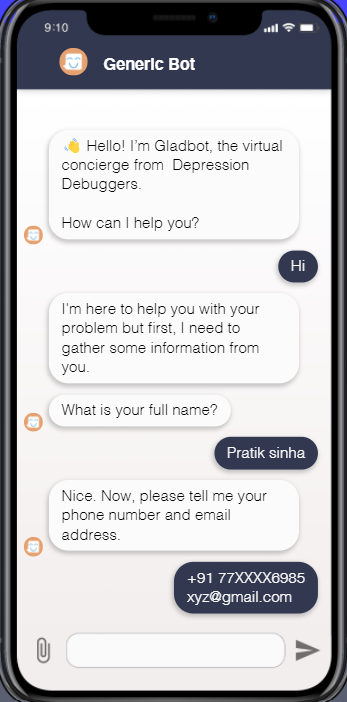 9:10
Generic Bot
👋 Hello! I'm Gladbot, the virtual
concierge from  Depression
Debuggers.
How can I help you?
Hi
I'm here to help you with your
problem but first, I need to
gather some information from
you.
What is your full name?
Pratik sinha
Nice. Now, please tell me your
phone number and email
address.
+91 77XXXX6985
xyz@gmail.com